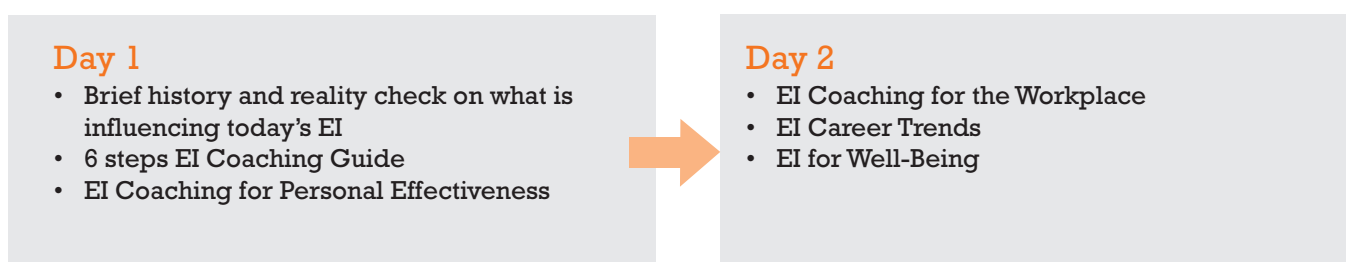 Day 1
• Brief history and reality check on what is
influencing today’s EI
• 6 steps EI Coaching Guide
• EI Coaching for Personal Effectiveness
Day 2
• EI Coaching for the Workplace
• EI Career Trends
• EI for Well-Being